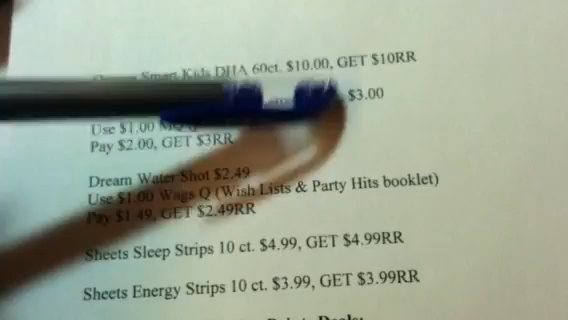 Smart Kids DHA 60ct. $10.00, GET $10RR
$3.00
Use $1.00
Pay $2.00, GET $3RR
Dream Water Shot $2.49
Use $1.00 Wags Q (Wish Lists & Party Hits booklet)
Pay $1.49, GET $2.49RR
Sheets Sleep Strips 10 ct. $4.99, GET $4.99RR
Sheets Energy Strips 10 ct. $3.99, GET $3.99RR
Deals: